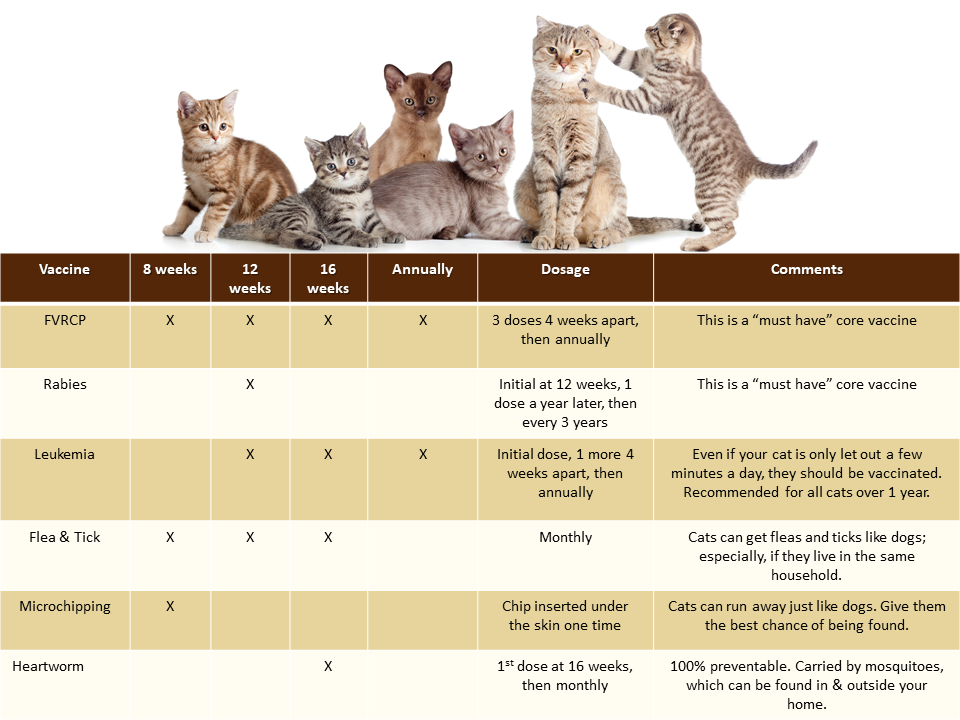 Vaccine 8 weeks 12 weeks 16 weeks Annually Dosage Comments
FVRCP X X X X 3 doses 4 weeks apart, then annually This is a “must have” core vaccine
Rabies X Initial at 12 weeks, 1 dose a year later, then every 3 years This is a “must have” core vaccine
Leukemia X X X Initial dose, 1 more 4 weeks apart, then annually Even if your cat is only let out a few minutes a day, they should be vaccinated. Recommended for all cats over 1 year.
Flea & Tick X X X Monthly Cats can get fleas and ticks like dogs; especially, if they live in the same household.
Microchipping X Chip inserted under the skin one time Cats can run away just like dogs. Give them the best chance of being found.
Heartworm X 1st dose at 16 weeks, then monthly 100% preventable. Carried by mosquitoes, which can be found in & outside your home.